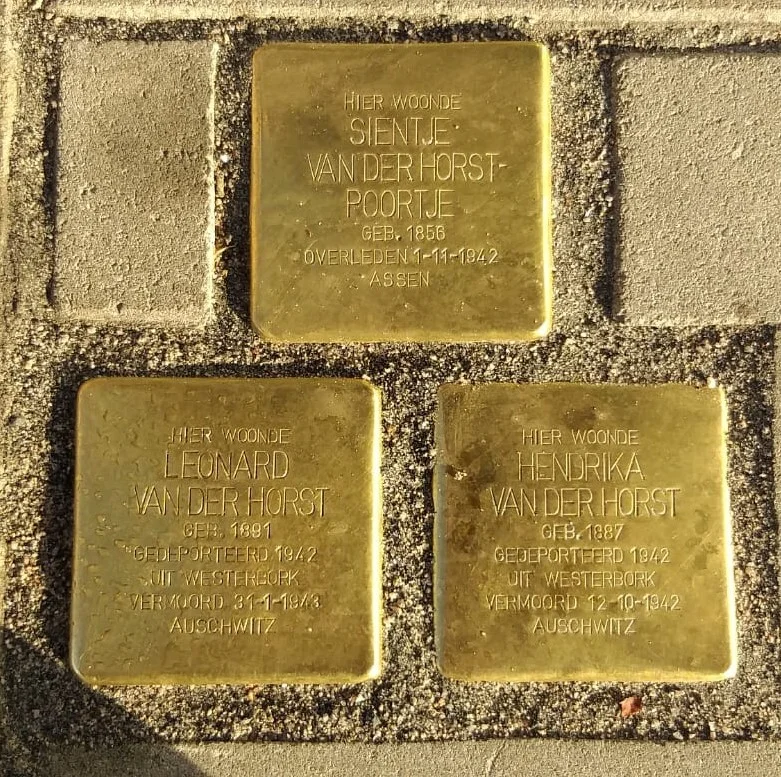 HIER WOONDE
SIENTJE
VAN DER HORST-
POORTJE
GEB. 1856
OVERLEDEN 1-11-1942
ASSEN
HIER WOONDE
LEONARD
VAN DER HORST
GEB. 1891
GEDEPORTEERD 1942
UIT WESTERBORK
VERMOORD 31-1-1943
AUSCHWITZ
HIER WOONDE
HENDRIKA
VAN DER HORST
GEB. 1887
GEDEPORTEERD 1942
UIT WESTERBORK
VERMOORD 12-10-1942
AUSCHWITZ